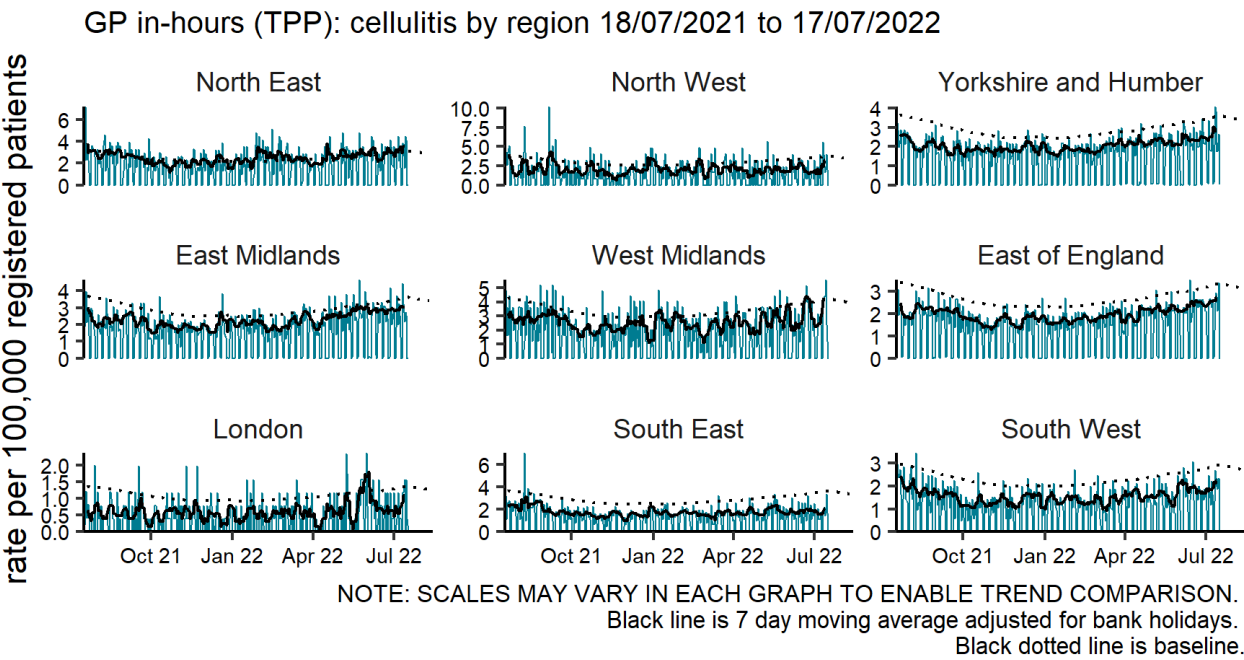 GP in-hours (TPP): cellulitis by region 18/07/2021 to 17/07/2022
rate per 100,000 registered patients
North East
6
4
2
0
North West
10.0
7.5
5.0
2.5
0.0
Yorkshire and Humber
4
3
2
1
0
East Midlands
4
3
2
1
0
West Midlands
5
4
3
2
1
0
East of England
3
2
1
0
London
2.0
1.5
1.0
0.5
0.0
Oct 21 Jan 22 Apr 22 Jul 22
South East
6
4
2
0
Oct 21 Jan 22 Apr 22 Jul 22
South West
3
2
1
0
Oct 21 Jan 22 Apr 22 Jul 22
NOTE: SCALES MAY VARY IN EACH GRAPH TO ENABLE TREND COMPARISON.
Black line is 7 day moving average adjusted for bank holidays.
Black dotted line is baseline.